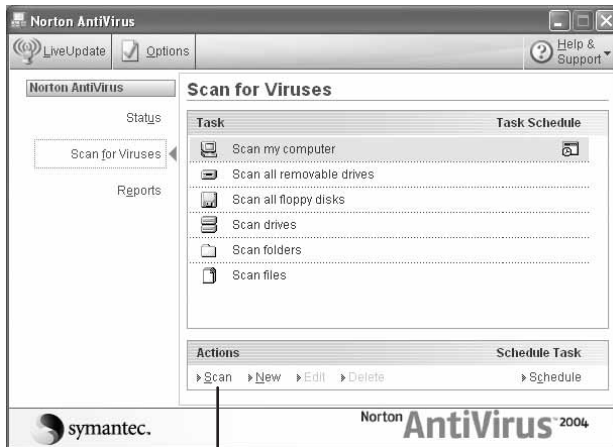 Norton AntiVirus
LiveUpdate Options Help & Support
Norton AntiVirus
Status
Scan for Viruses
Reports
Scan for Viruses
Task Task Schedule
Scan my computer
Scan all removable drives
Scan all floppy disks
Scan drives
Scan folders
Scan files
Actions Schedule Task
Scan New Edit Delete Schedule
symantec.
Norton AntiVirus 2004